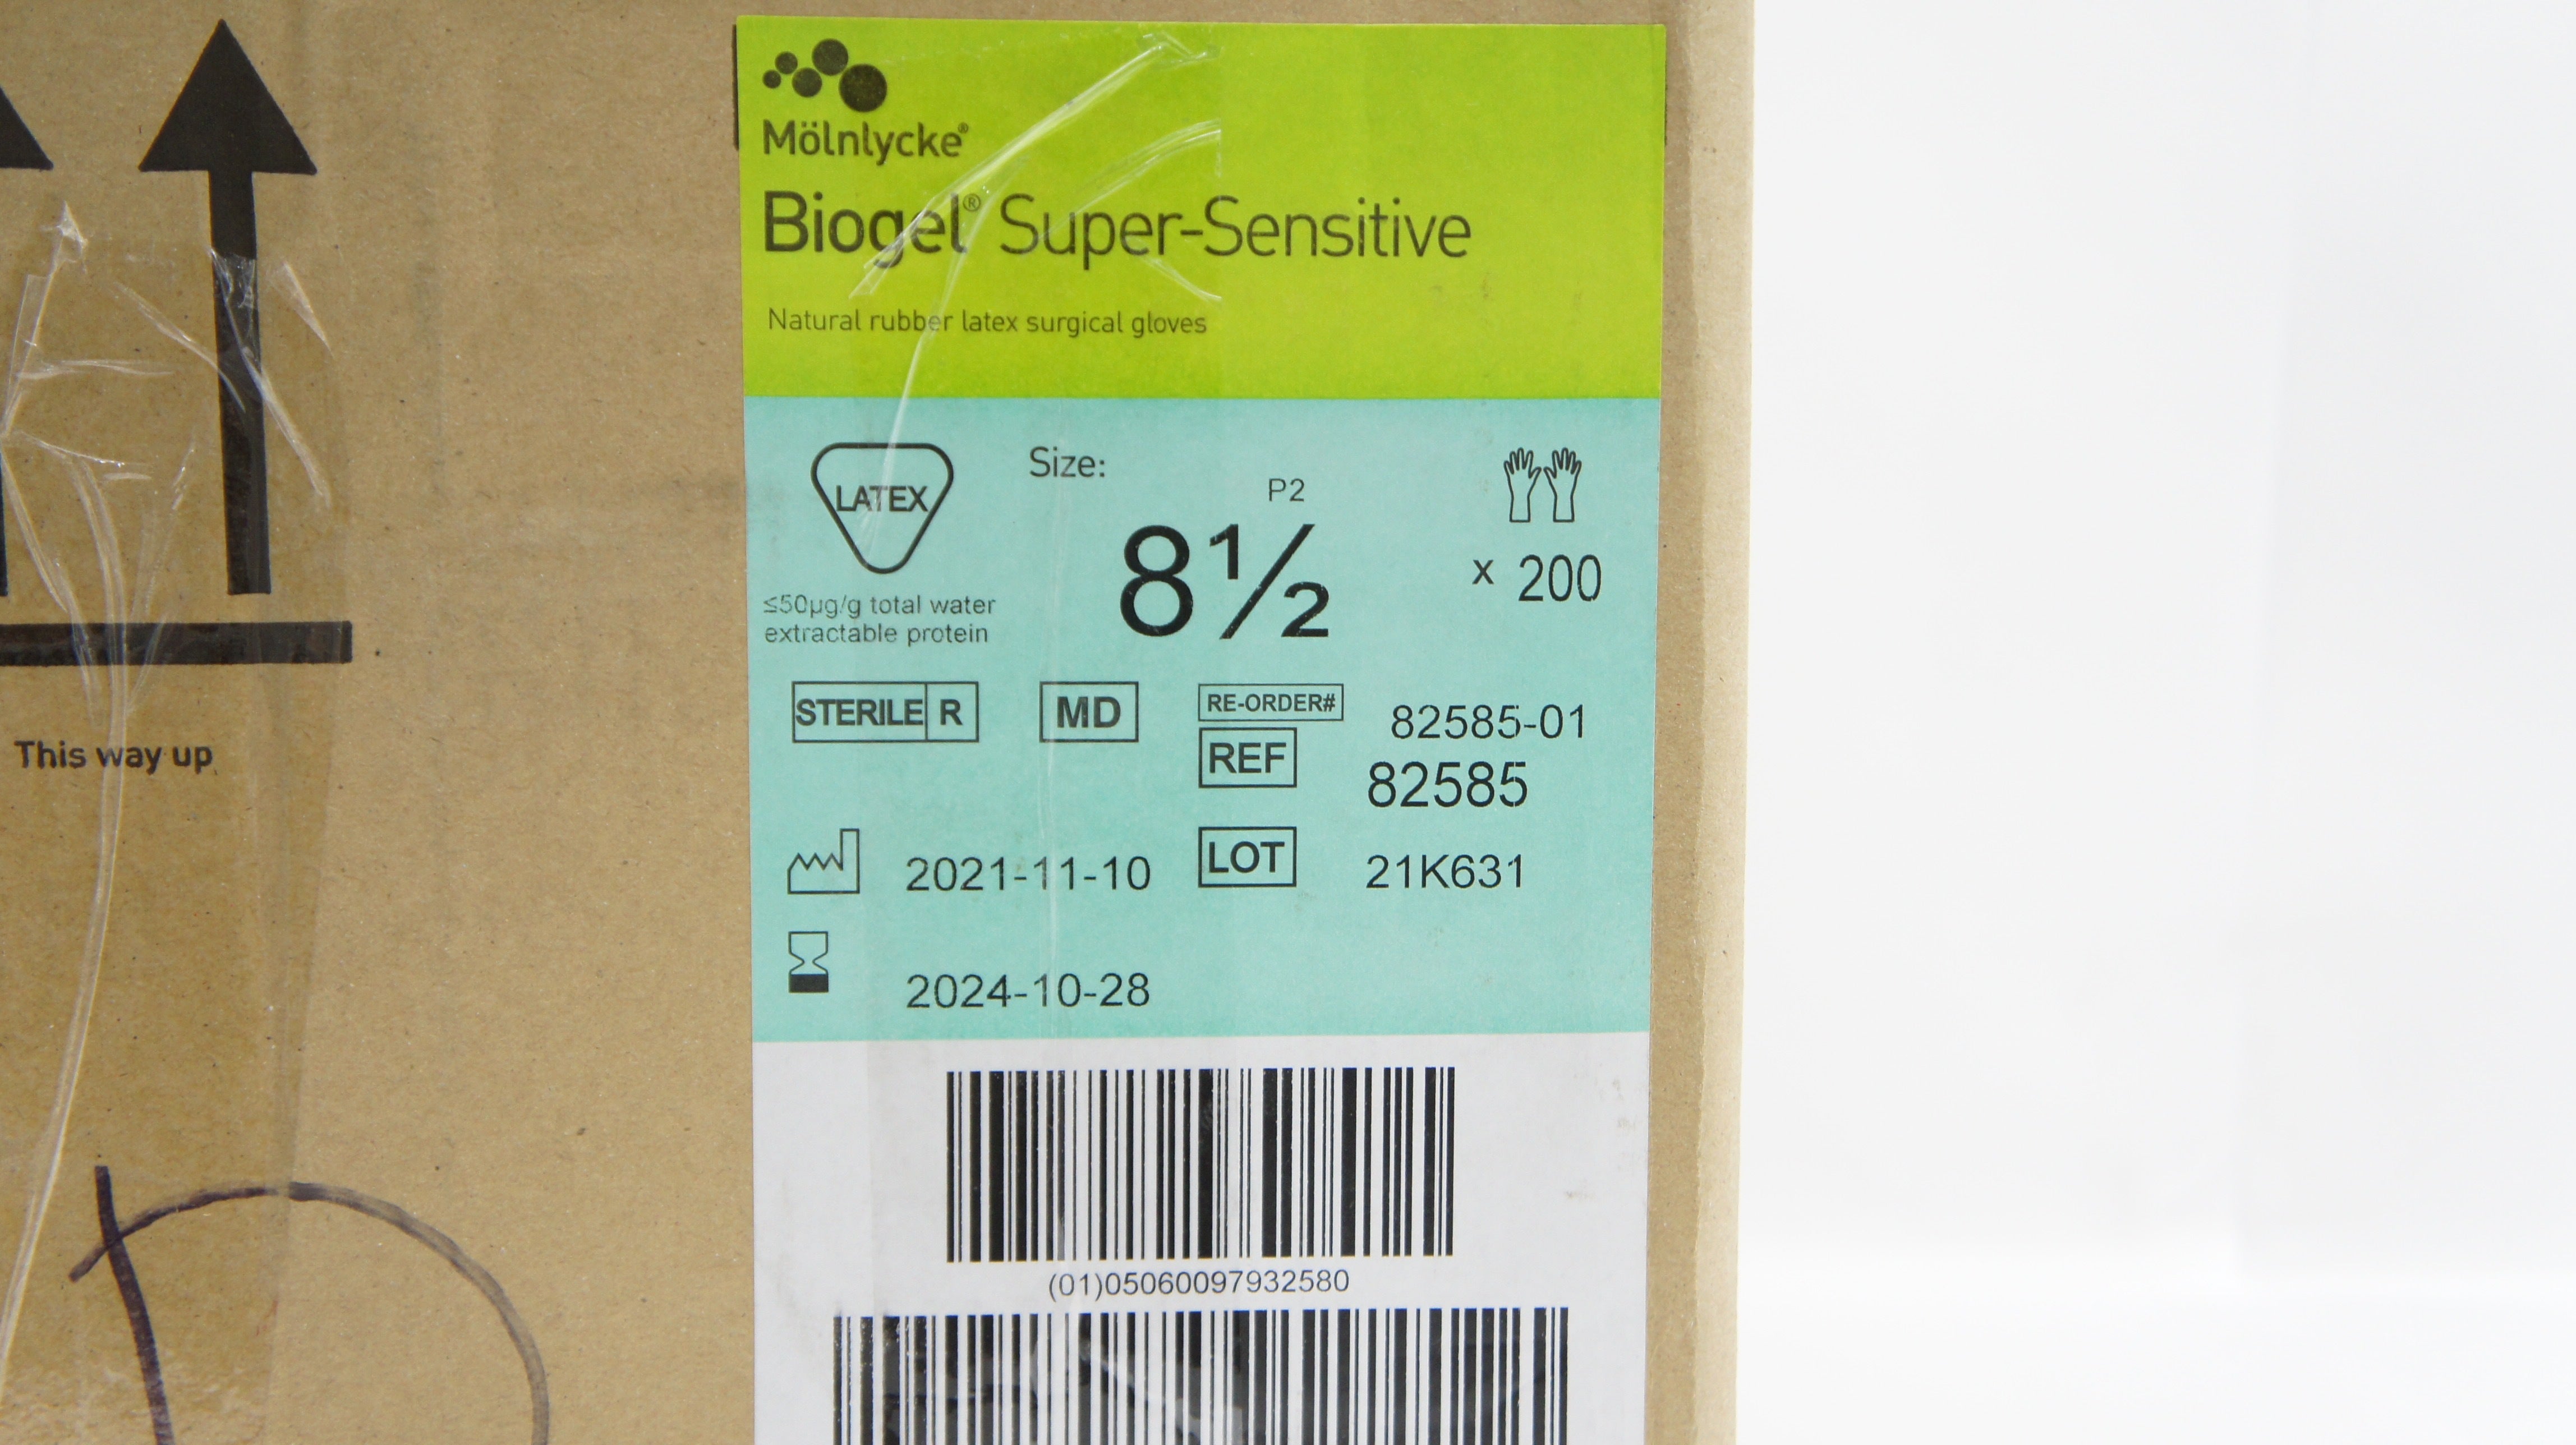 Mölnlycke®
Biogel® Super-Sensitive
Natural rubber latex surgical gloves
LATEX
Size:
P2
8½
x 200
≤50µg/g total water
extractable protein
STERILE R
MD
RE-ORDER# 82585-01
REF 82585
2021-11-10
LOT 21K631
2024-10-28
(01)05060097932580
This way up